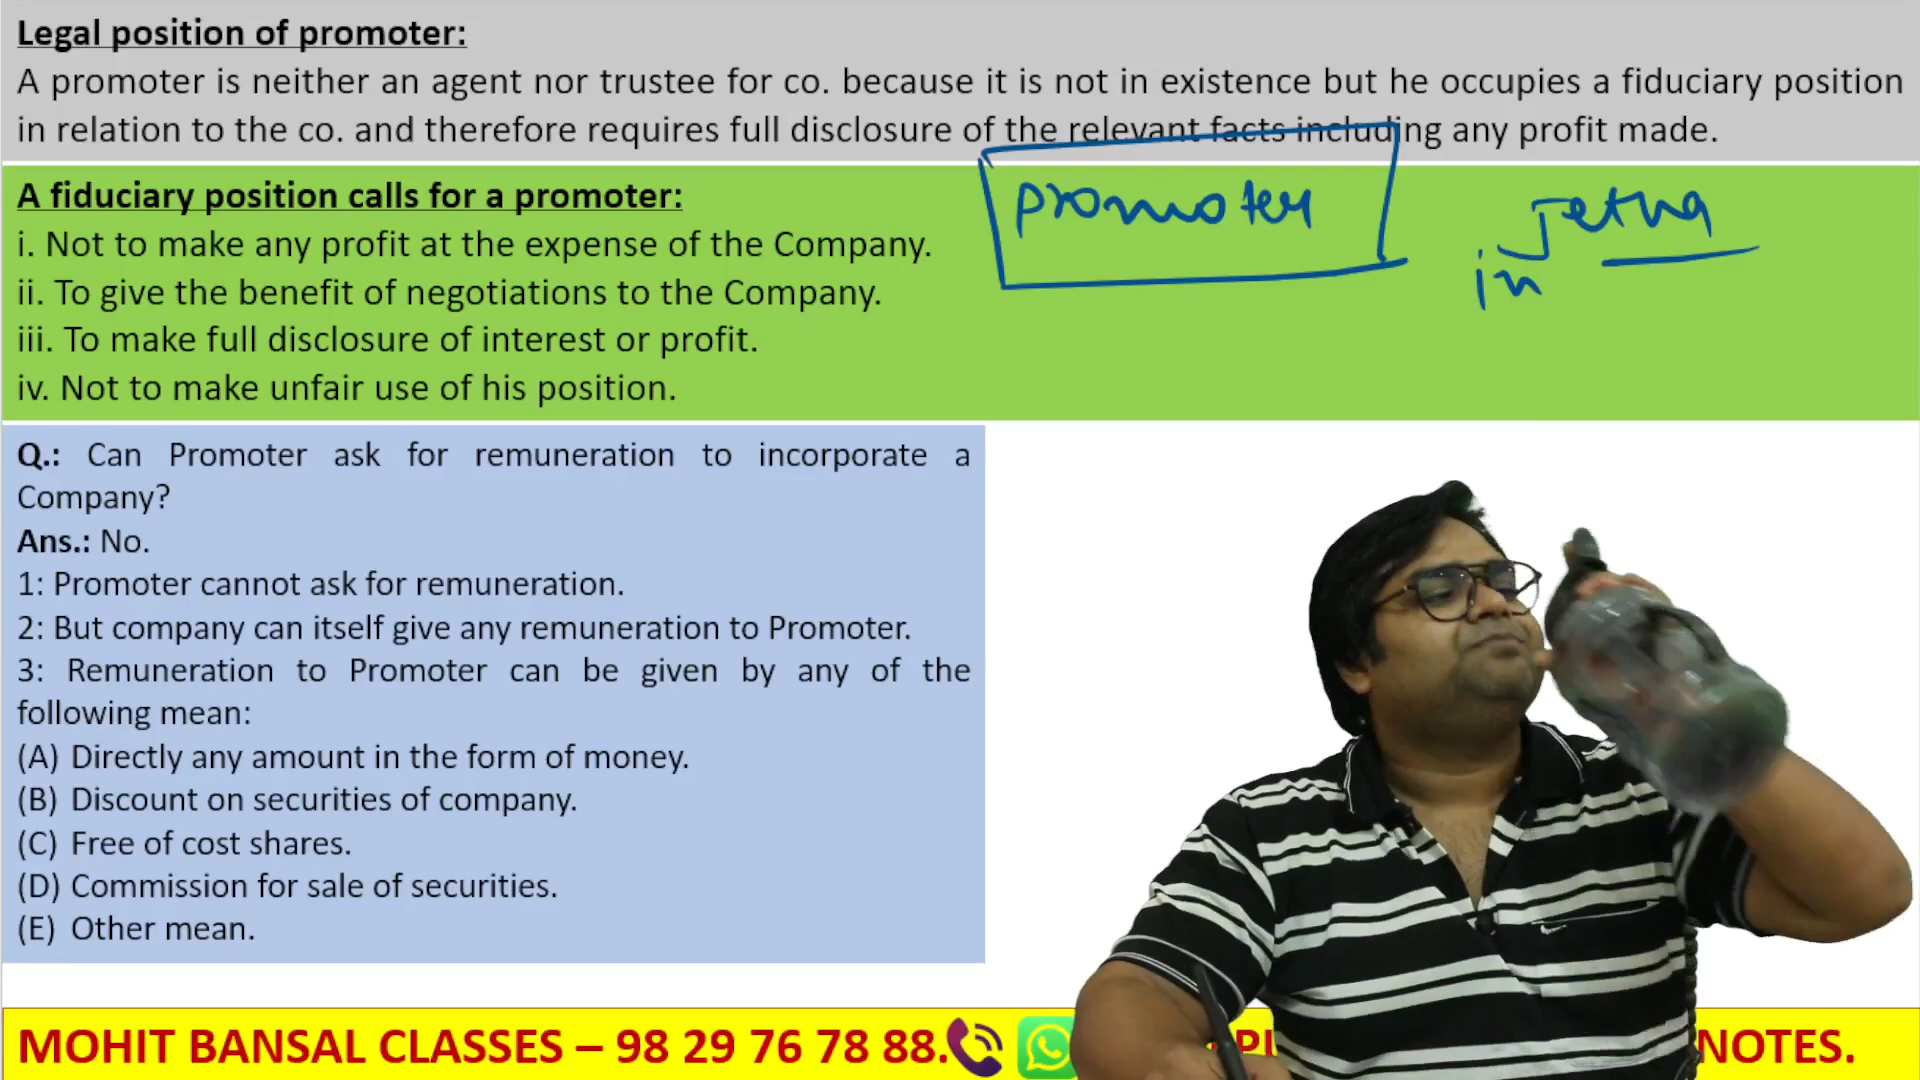 Legal position of promoter:
A promoter is neither an agent nor trustee for co. because it is not in existence but he occupies a fiduciary position
in relation to the co. and therefore requires full disclosure of the relevant facts including any profit made.
A fiduciary position calls for a promoter:
i. Not to make any profit at the expense of the Company.
ii. To give the benefit of negotiations to the Company.
iii. To make full disclosure of interest or profit.
iv. Not to make unfair use of his position.
promoter
Jetha
in
Q.: Can Promoter ask for remuneration to incorporate a
Company?
Ans.: No.
1: Promoter cannot ask for remuneration.
2: But company can itself give any remuneration to Promoter.
3: Remuneration to Promoter can be given by any of the
following mean:
(A) Directly any amount in the form of money.
(B) Discount on securities of company.
(C) Free of cost shares.
(D) Commission for sale of securities.
(E) Other mean.
MOHIT BANSAL CLASSES – 98 29 76 78 88. NOTES.